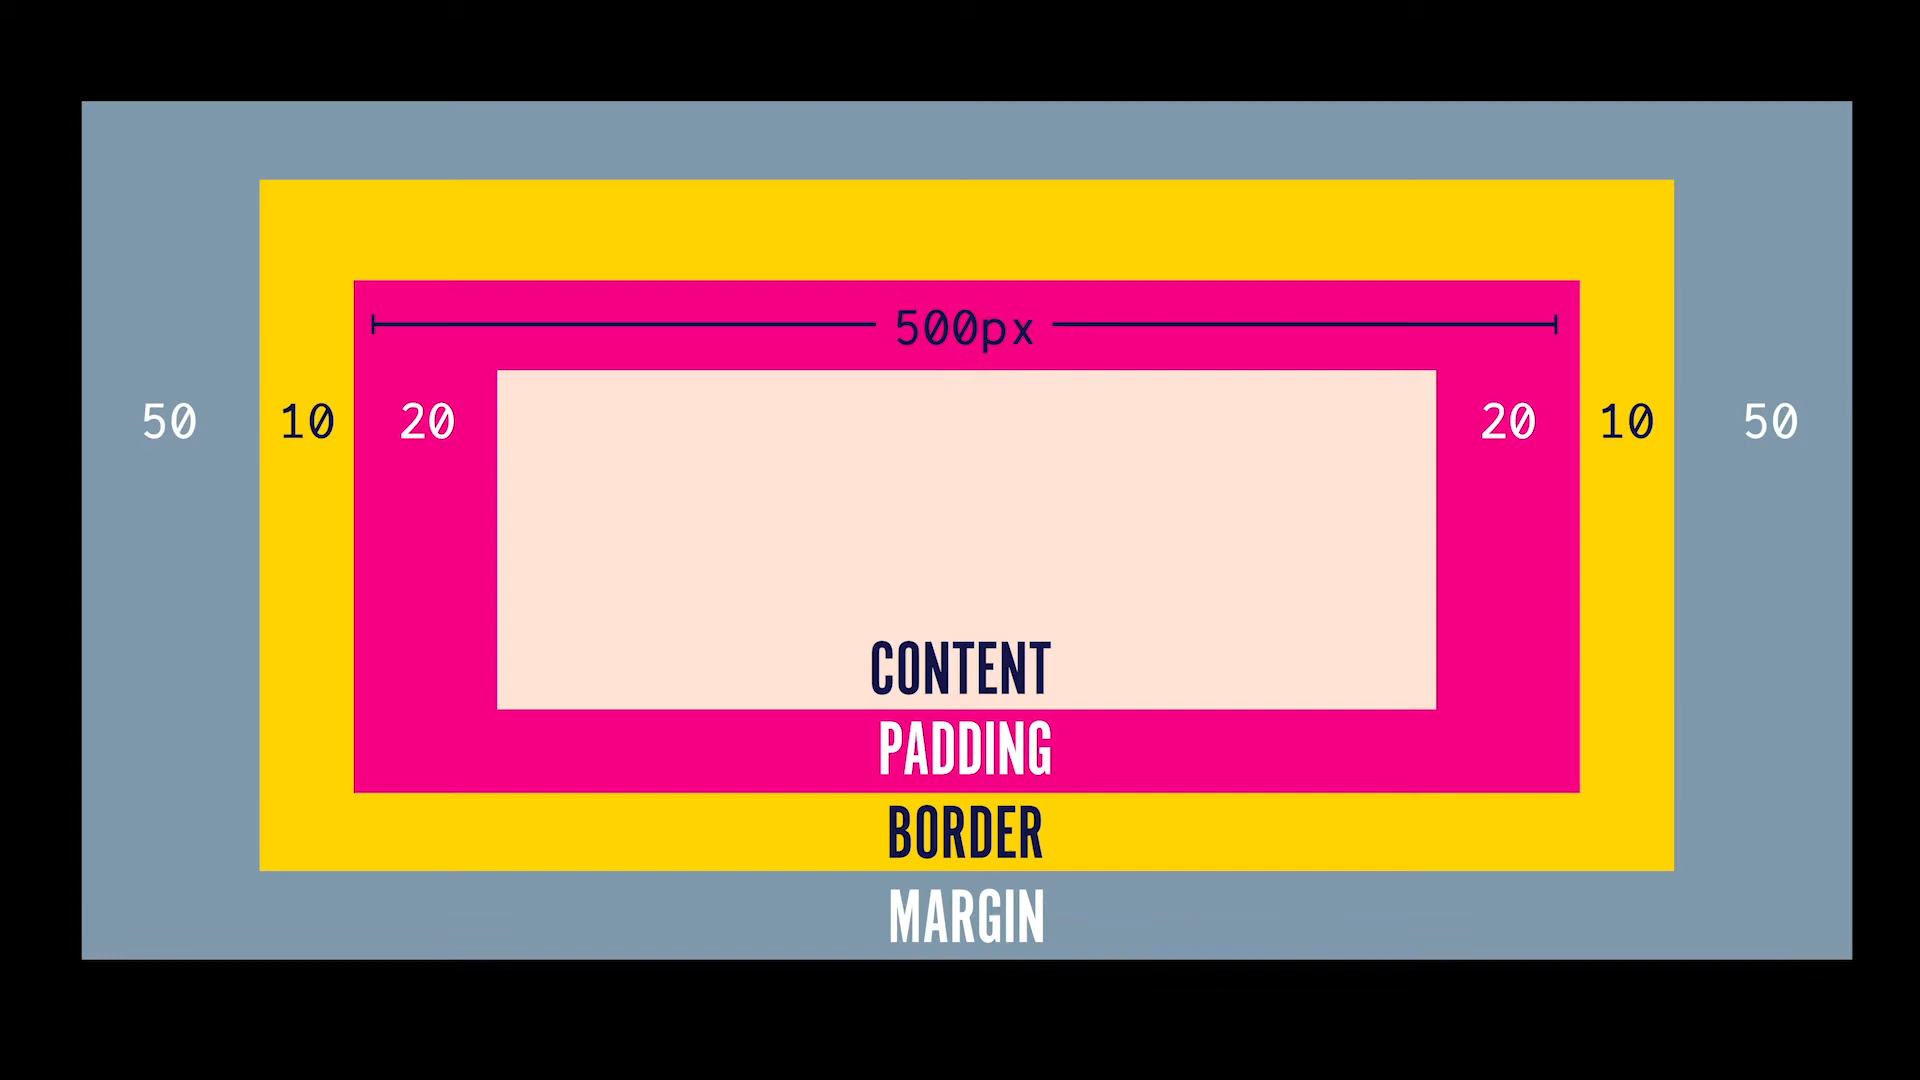 500px
50 10 20 20 10 50
CONTENT
PADDING
BORDER
MARGIN